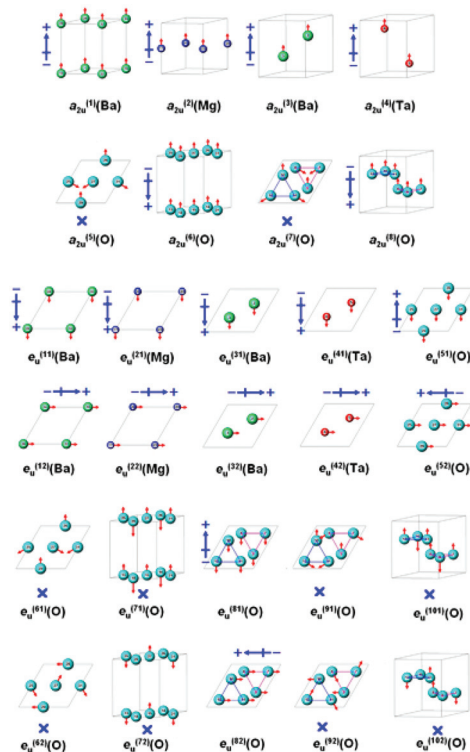 a2u(1)(Ba) a2u(2)(Mg) a2u(3)(Ba) a2u(4)(Ta)
a2u(5)(O) a2u(6)(O) a2u(7)(O) a2u(8)(O)
eu(11)(Ba) eu(21)(Mg) eu(31)(Ba) eu(41)(Ta) eu(51)(O)
eu(12)(Ba) eu(22)(Mg) eu(32)(Ba) eu(42)(Ta) eu(52)(O)
eu(61)(O) eu(71)(O) eu(81)(O) eu(91)(O) eu(101)(O)
eu(62)(O) eu(72)(O) eu(82)(O) eu(92)(O) eu(102)(O)